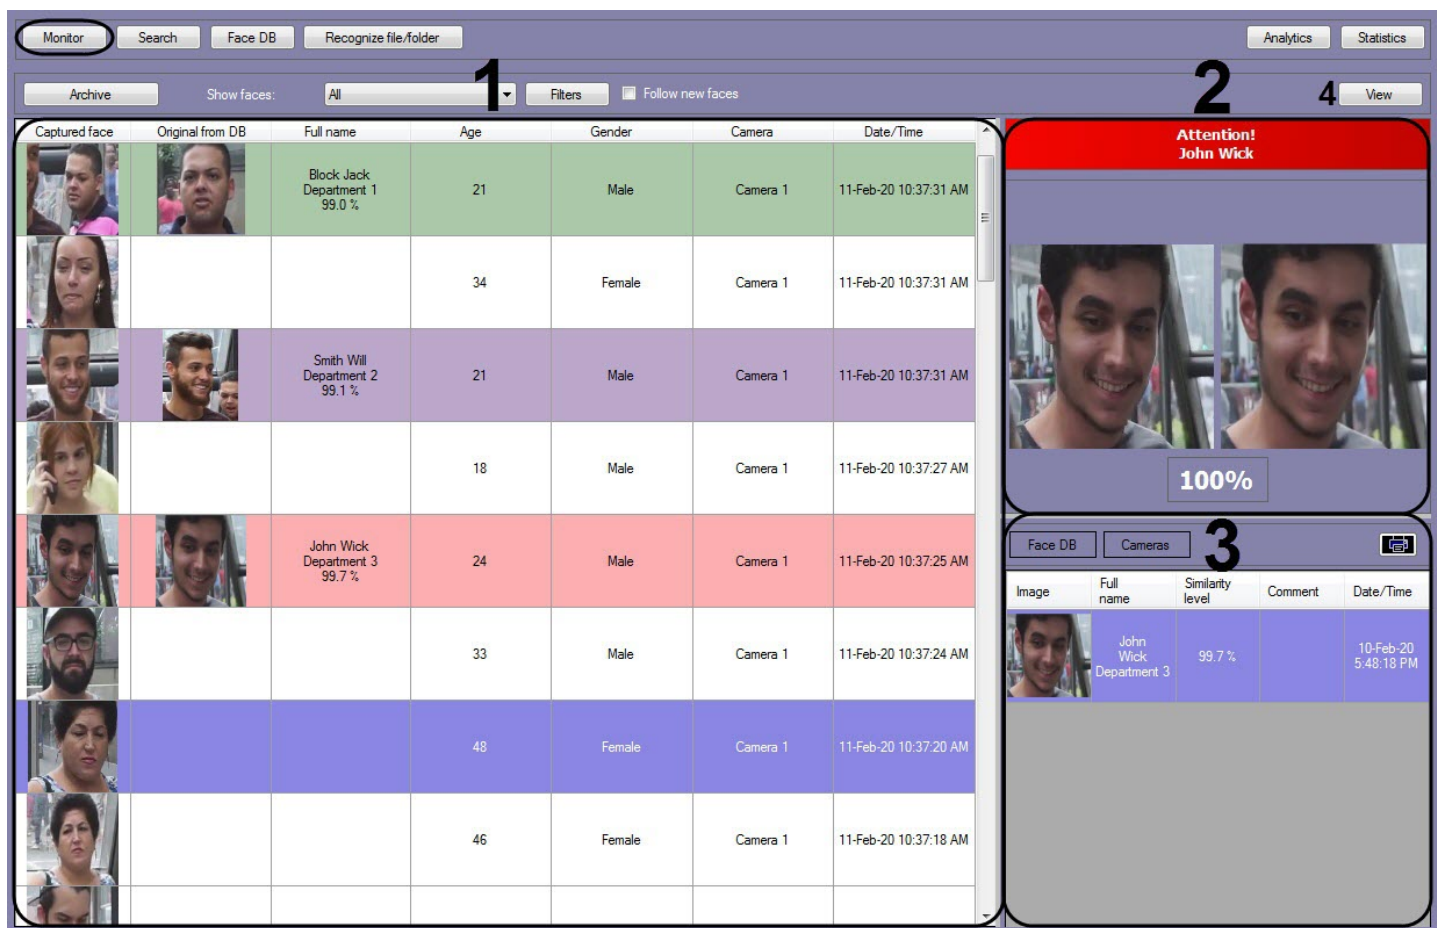 Monitor Search Face DB Recognize file/folder Analytics Statistics
1 2
Archive Show faces: All Filters Follow new faces 4 View
Captured face Original from DB Full name Age Gender Camera Date/Time
Attention!
John Wick
Block Jack
Department 1 21 Male Camera 1 11-Feb-20 10:37:31 AM
99.0 %
34 Female Camera 1 11-Feb-20 10:37:31 AM
Smith Will
Department 2 21 Male Camera 1 11-Feb-20 10:37:31 AM
99.1 %
18 Male Camera 1 11-Feb-20 10:37:27 AM
John Wick
Department 3 24 Male Camera 1 11-Feb-20 10:37:25 AM
99.7 %
33 Male Camera 1 11-Feb-20 10:37:24 AM
48 Female Camera 1 11-Feb-20 10:37:20 AM
46 Female Camera 1 11-Feb-20 10:37:18 AM
100%
Face DB Cameras 3
Image Full name Similarity level Comment Date/Time
John
Wick
Department 3 99.7 % 10-Feb-20
5:48:18 PM